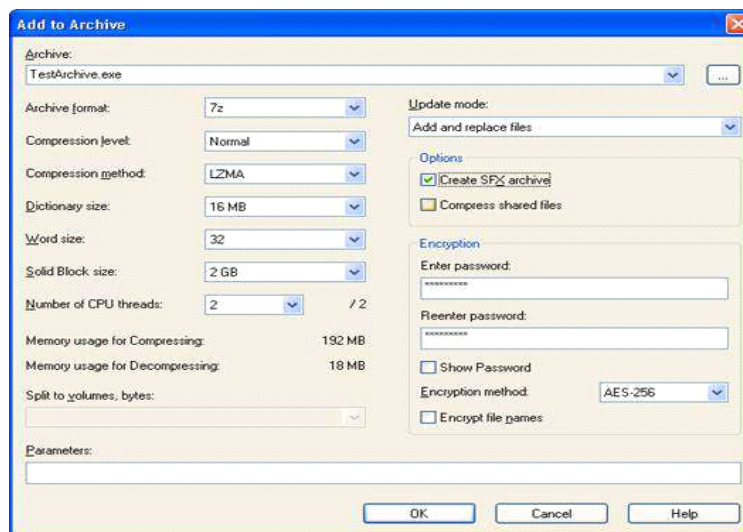 Add to Archive
Archive:
TestArchive.exe
...
Archive format: 7z
Compression level: Normal
Compression method: LZMA
Dictionary size: 16 MB
Word size: 32
Solid Block size: 2 GB
Number of CPU threads: 2 / 2
Memory usage for Compressing: 192 MB
Memory usage for Decompressing: 18 MB
Split to volumes, bytes:
Update mode:
Add and replace files
Options
Create SFX archive
Compress shared files
Encryption
Enter password:
*********
Reenter password:
*********
Show Password
Encryption method: AES-256
Encrypt file names
Parameters:
OK Cancel Help